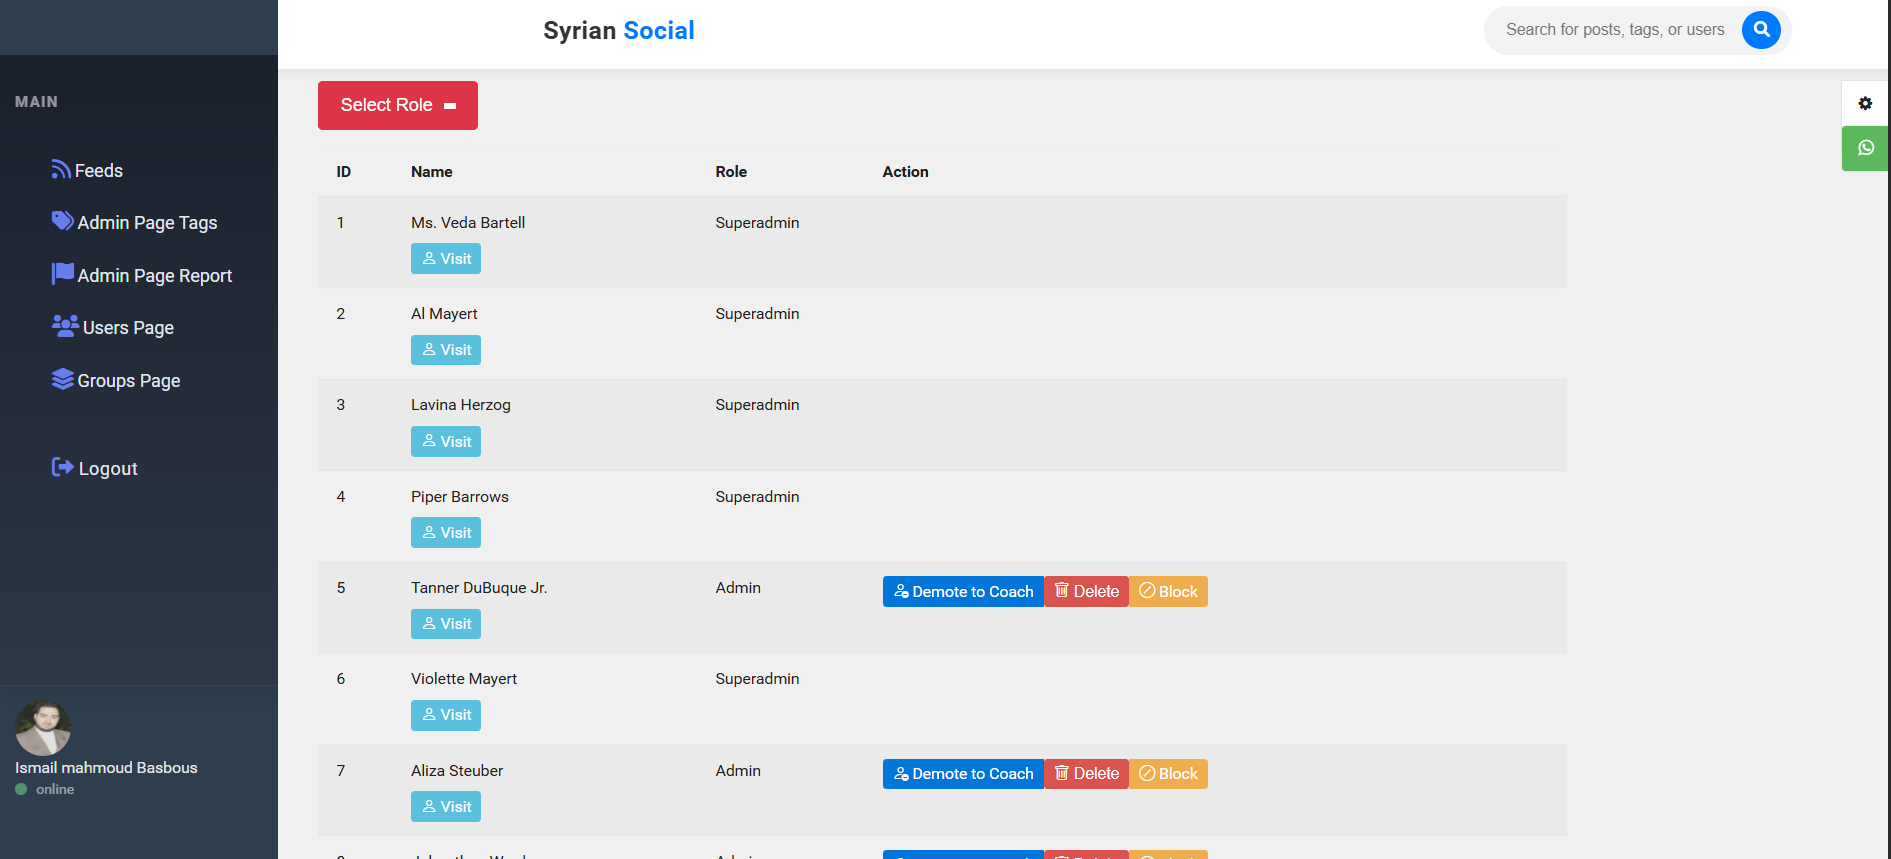 Syrian Social
Search for posts, tags, or users
MAIN
Feeds
Admin Page Tags
Admin Page Report
Users Page
Groups Page
Logout
Ismail mahmoud Basbous
online
Select Role
ID Name Role Action
1 Ms. Veda Bartell Superadmin
Visit
2 Al Mayert Superadmin
Visit
3 Lavina Herzog Superadmin
Visit
4 Piper Barrows Superadmin
Visit
5 Tanner DuBuque Jr. Admin Demote to Coach Delete Block
Visit
6 Violette Mayert Superadmin
Visit
7 Aliza Steuber Admin Demote to Coach Delete Block
Visit